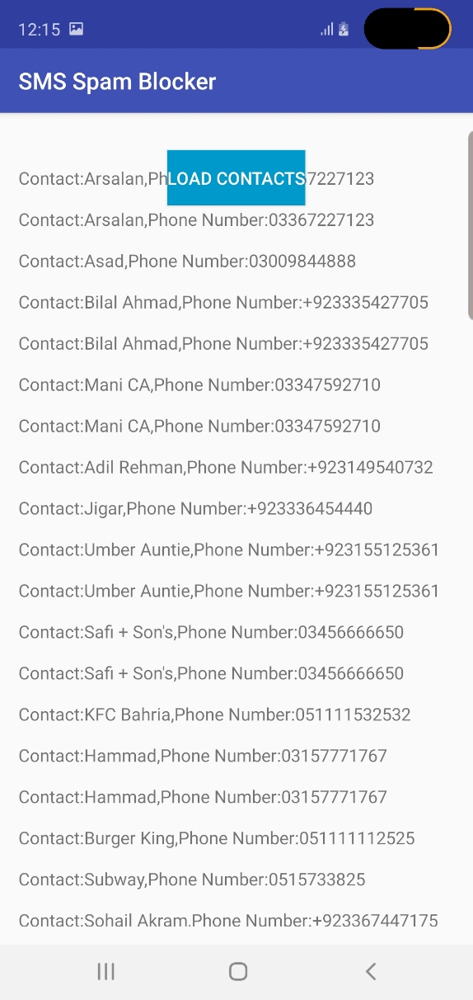 12:15
SMS Spam Blocker
Contact:Arsalan,Ph LOAD CONTACTS 7227123
Contact:Arsalan,Phone Number:03367227123
Contact:Asad,Phone Number:03009844888
Contact:Bilal Ahmad,Phone Number:+923335427705
Contact:Bilal Ahmad,Phone Number:+923335427705
Contact:Mani CA,Phone Number:03347592710
Contact:Mani CA,Phone Number:03347592710
Contact:Adil Rehman,Phone Number:+923149540732
Contact:Jigar,Phone Number:+923336454440
Contact:Umber Auntie,Phone Number:+923155125361
Contact:Umber Auntie,Phone Number:+923155125361
Contact:Safi + Son's,Phone Number:03456666650
Contact:Safi + Son's,Phone Number:03456666650
Contact:KFC Bahria,Phone Number:051111532532
Contact:Hammad,Phone Number:03157771767
Contact:Hammad,Phone Number:03157771767
Contact:Burger King,Phone Number:051111112525
Contact:Subway,Phone Number:0515733825
Contact:Sohail Akram.Phone Number:+923367447175